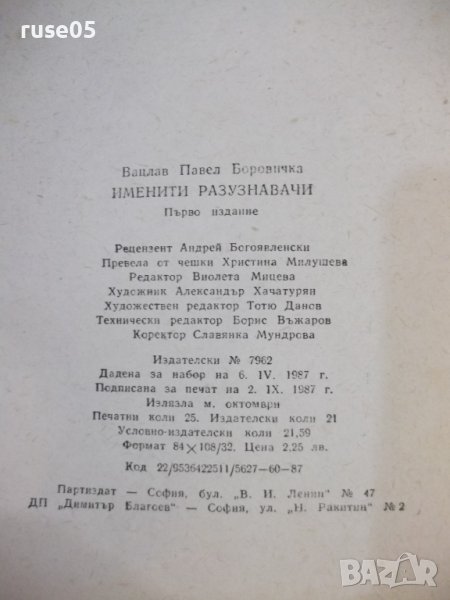 ruse05
Вацлав Павел Боровичка
ИМЕНИТИ РАЗУЗНАВАЧИ
Първо издание
Рецензент Андрей Богоявленски
Превела от чешки Христина Милушева
Редактор Виолета Мицева
Художник Александър Хачатурян
Художествен редактор Тотю Данов
Технически редактор Борис Въжаров
Коректор Славянка Мундрова
Издателски № 7962
Дадена за набор на 6. IV. 1987 г.
Подписана за печат на 2. IX. 1987 г.
Излязла м. октомври
Печатни коли 25. Издателски коли 21
Условно-издателски коли 21,59
Формат 84×108/32. Цена 2,25 лв.
Код 22/9536422511/5627—60—87
Партиздат — София, бул. „В. И. Ленин" № 47
ДП „Димитър Благоев" — София, ул. „Н. Ракитин" № 2
BAZAR
bg